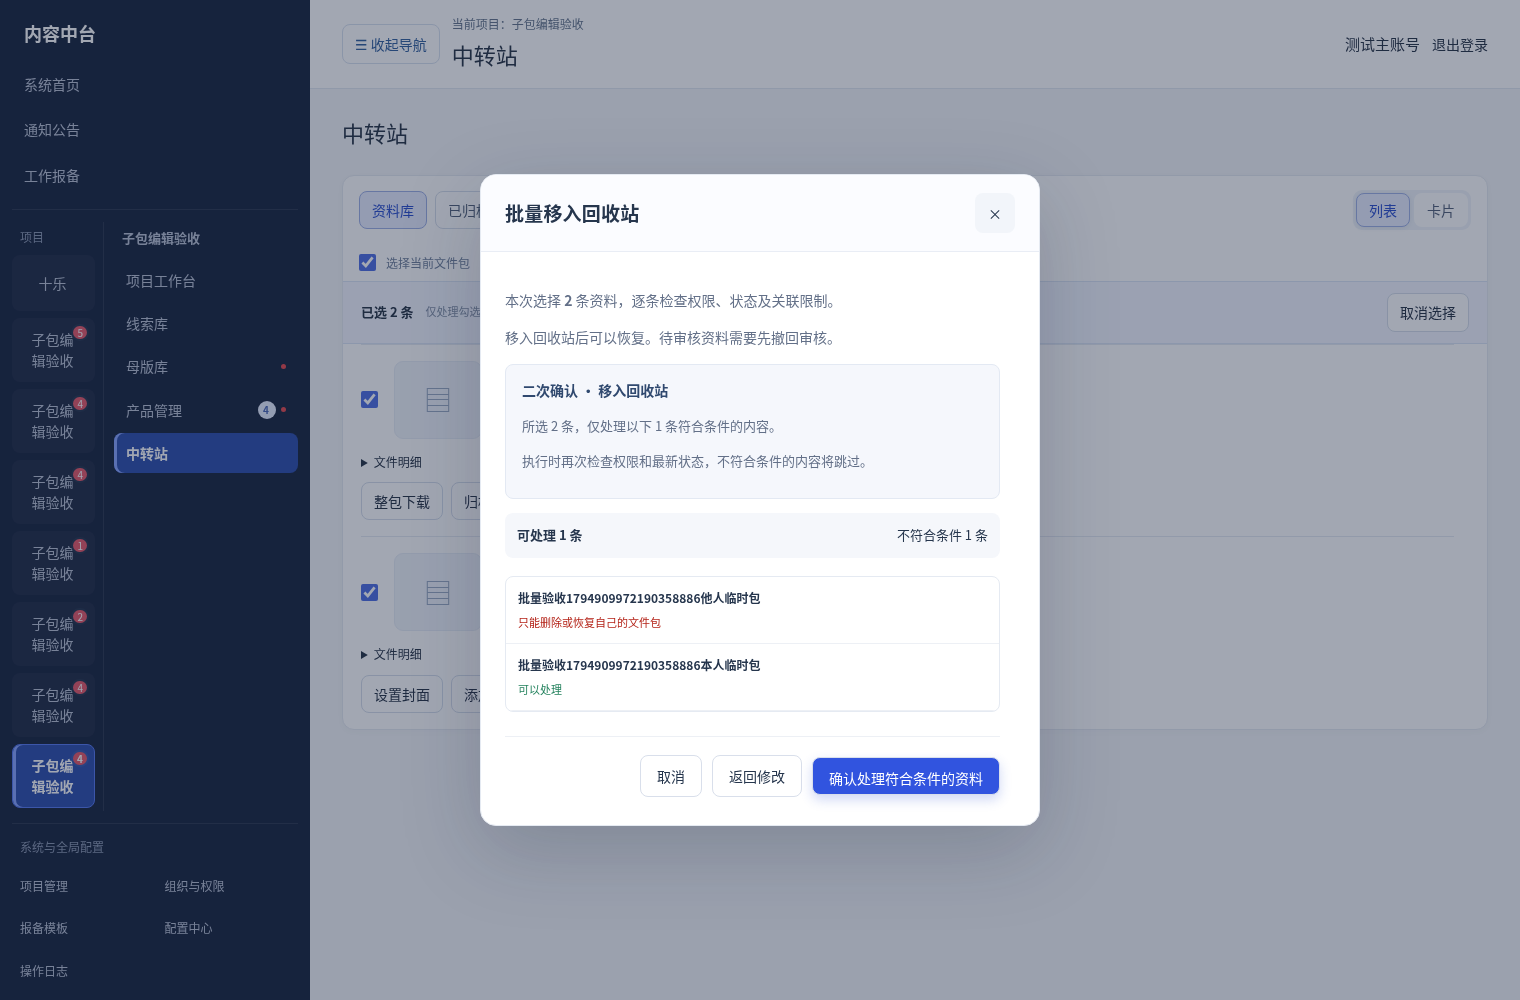 内容中台
系统首页
通知公告
工作报备
项目
十乐
子包编辑验收
5
子包编辑验收
4
子包编辑验收
4
子包编辑验收
1
子包编辑验收
2
子包编辑验收
4
子包编辑验收
4
子包编辑验收
项目工作台
线索库
母版库
产品管理 4
中转站
系统与全局配置
项目管理 组织与权限
报备模板 配置中心
操作日志
☰ 收起导航
当前项目：子包编辑验收
中转站
测试主账号 退出登录
中转站
资料库 已归
列表 卡片
选择当前文件包
已选 2 条 仅处理勾选
取消选择
▶ 文件明细
整包下载 归
▶ 文件明细
设置封面 添
批量移入回收站
×
本次选择 2 条资料，逐条检查权限、状态及关联限制。
移入回收站后可以恢复。待审核资料需要先撤回审核。
二次确认 · 移入回收站
所选 2 条，仅处理以下 1 条符合条件的内容。
执行时再次检查权限和最新状态，不符合条件的内容将跳过。
可处理 1 条 不符合条件 1 条
批量验收1794909972190358886他人临时包
只能删除或恢复自己的文件包
批量验收1794909972190358886本人临时包
可以处理
取消 返回修改 确认处理符合条件的资料